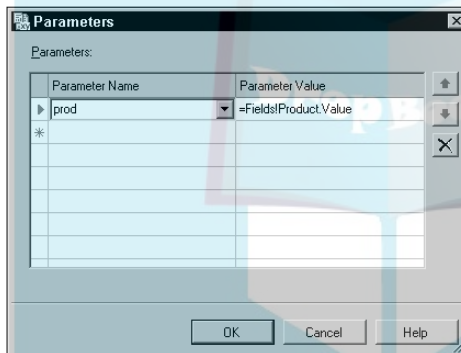 Parameters
Parameters:
Parameter Name Parameter Value
prod =Fields!Product.Value
OK Cancel Help